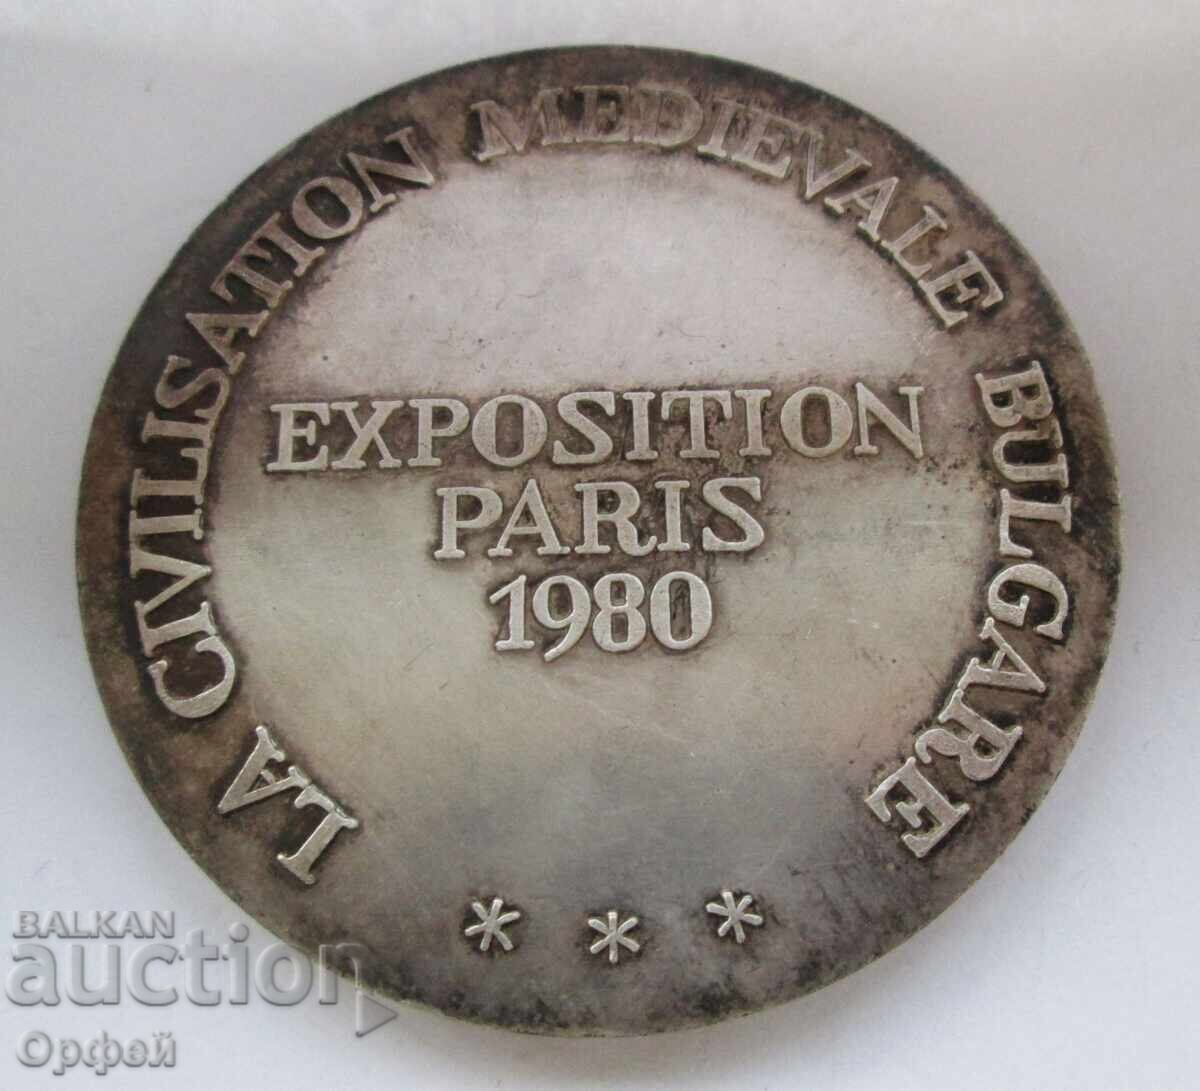 LA CIVILISATION MEDIEVALE BULGARE
EXPOSITION
PARIS
1980
* * *
BALKAN
auction
Орфей